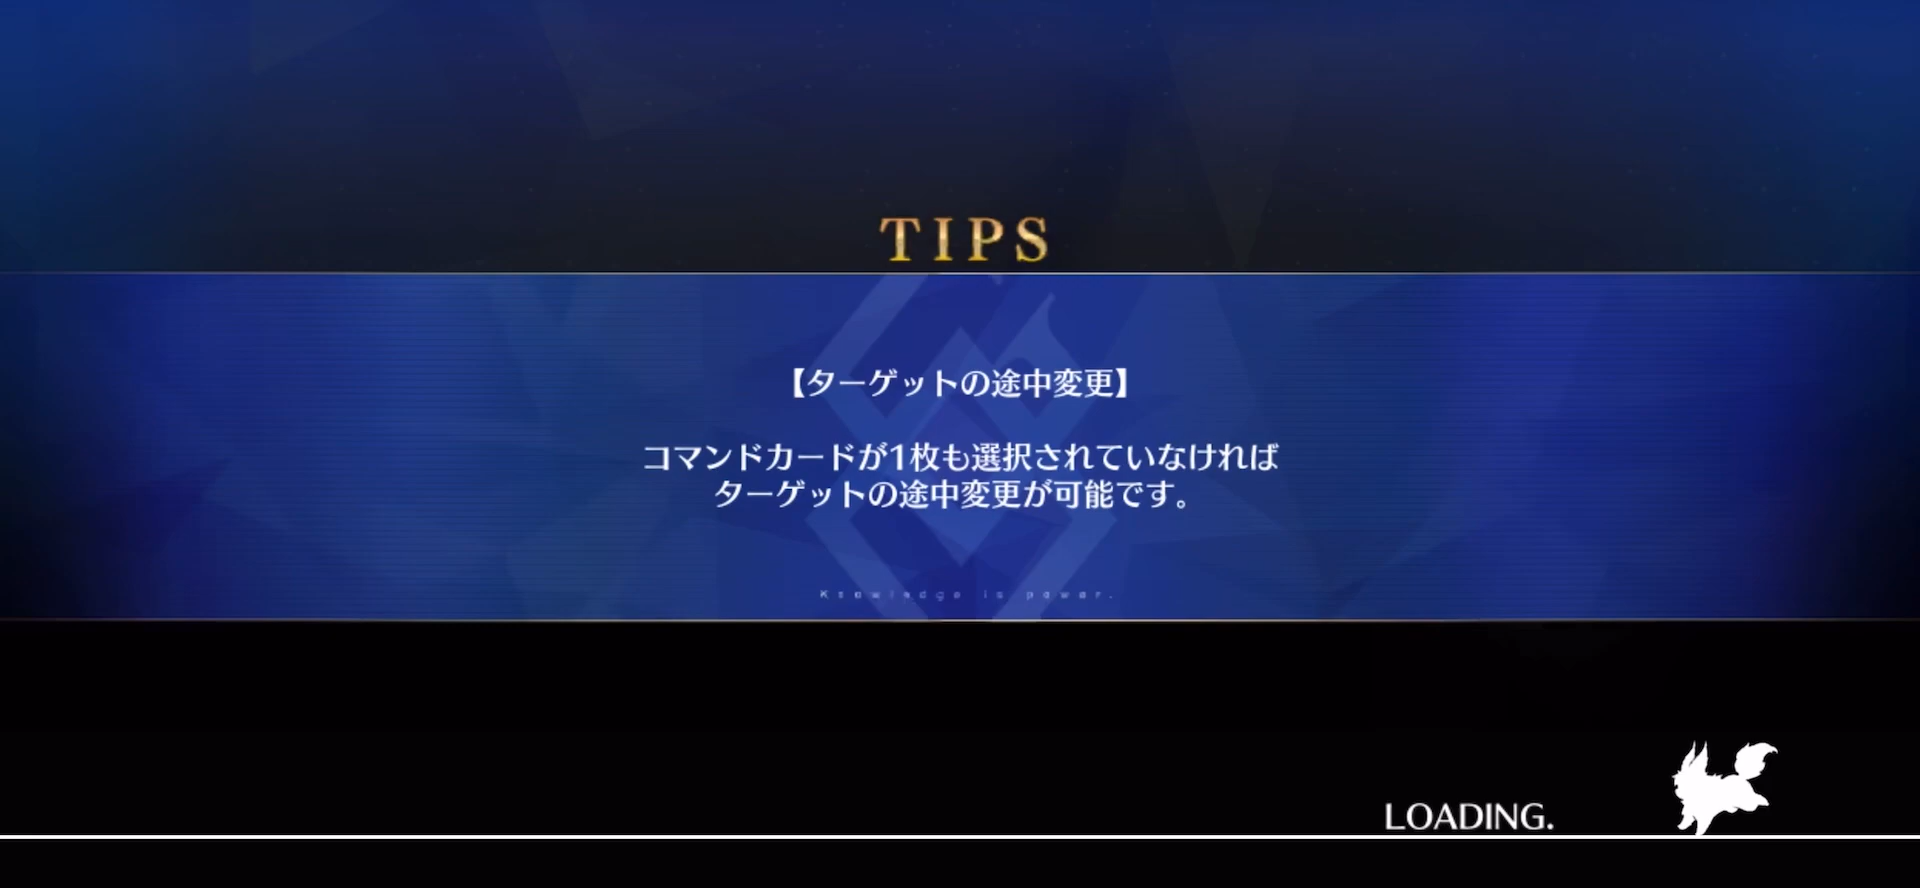 TIPS
【ターゲットの途中変更】
コマンドカードが1枚も選択されていなければ
ターゲットの途中変更が可能です。
Knowledge is power.
LOADING.